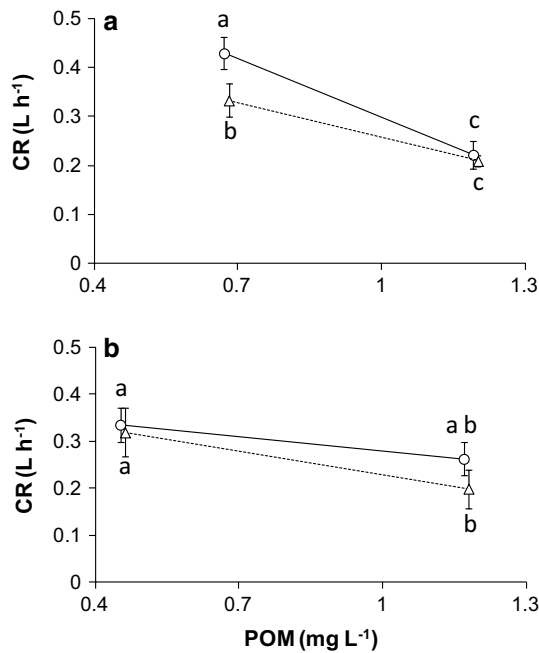 a
0.5
0.4
0.3
0.2
0.1
0
CR (L h⁻¹)
a
b
c
c
0.4 0.7 1 1.3
b
0.5
0.4
0.3
0.2
0.1
0
CR (L h⁻¹)
a
a
a b
b
0.4 0.7 1 1.3
POM (mg L⁻¹)